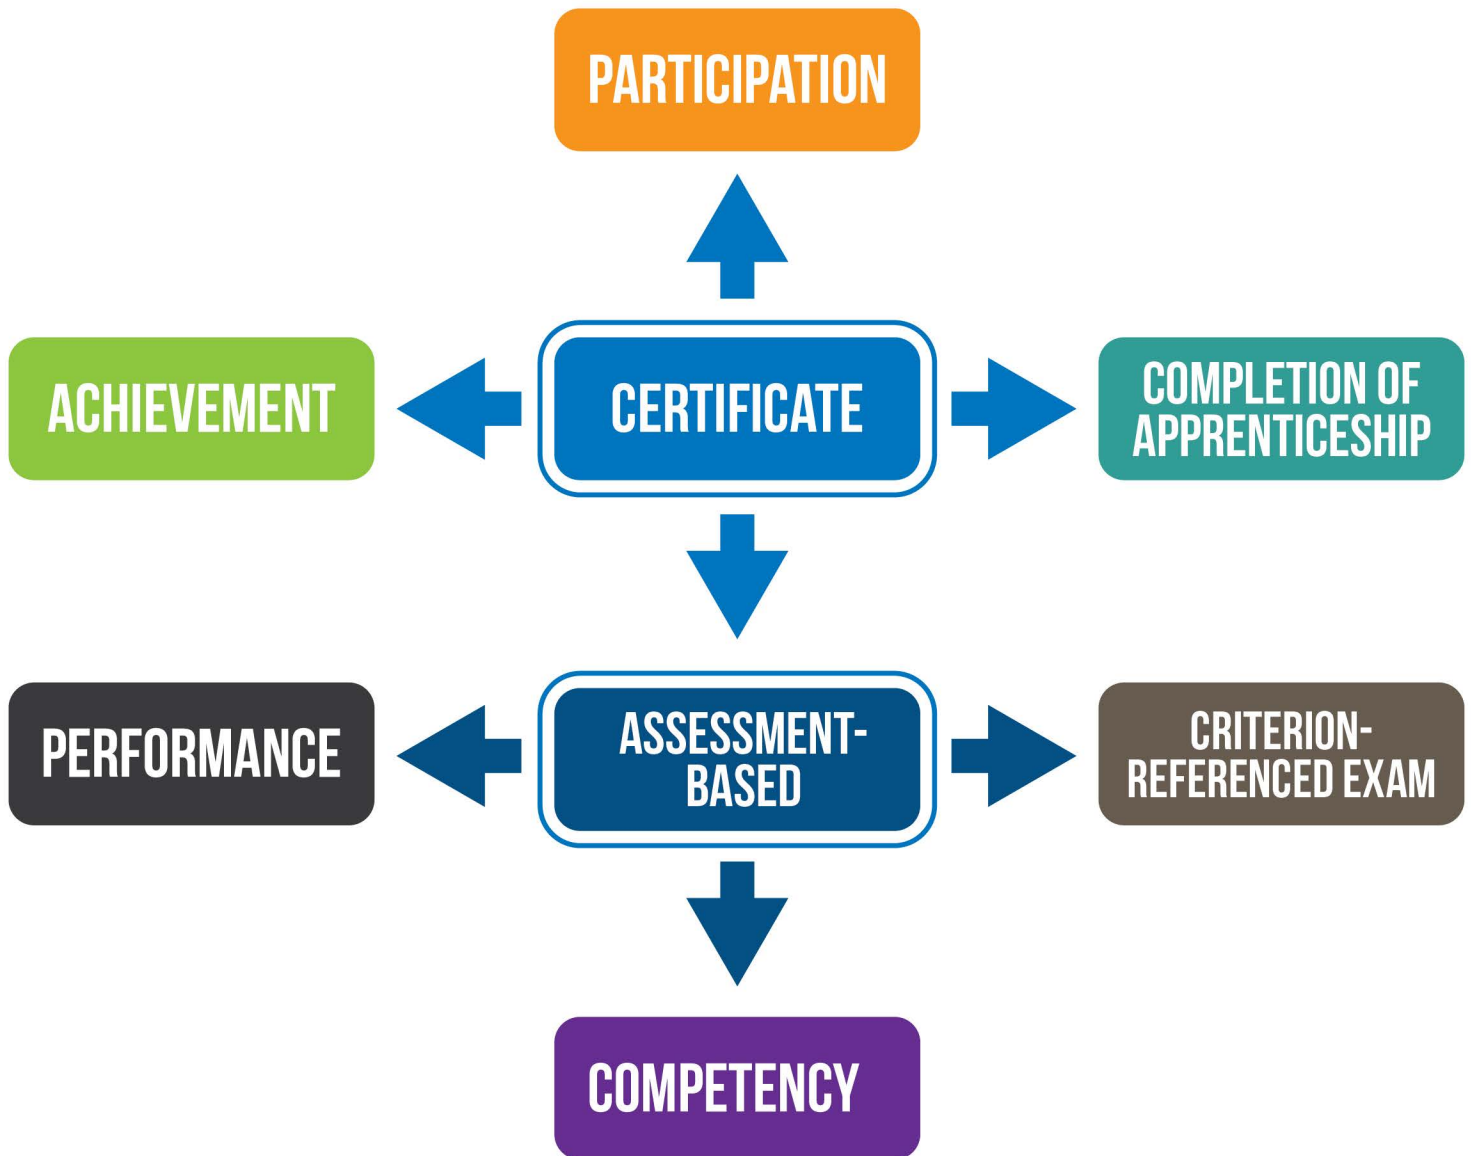 PARTICIPATION
ACHIEVEMENT
CERTIFICATE
COMPLETION OF
APPRENTICESHIP
PERFORMANCE
ASSESSMENT-
BASED
CRITERION-
REFERENCED EXAM
COMPETENCY